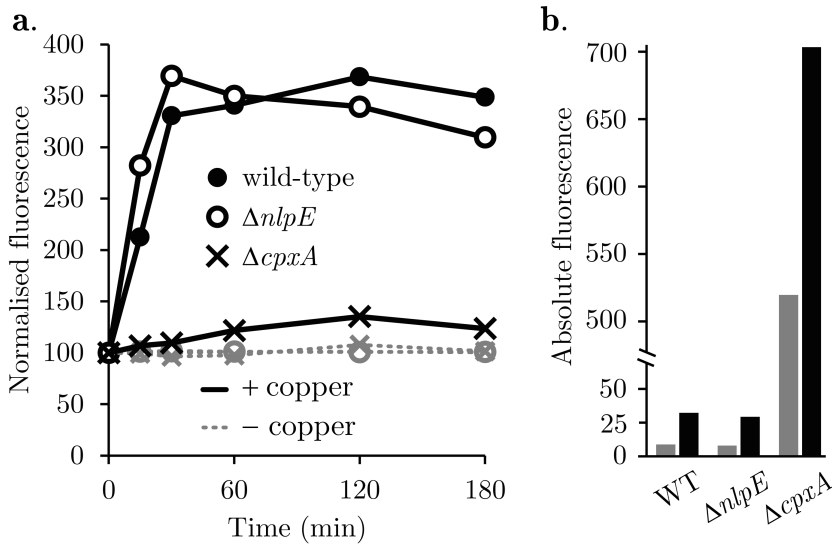 a.
Normalised fluorescence
400
350
300
250
200
150
100
50
0
0 60 120 180
Time (min)
wild-type
ΔnlpE
ΔcpxA
+ copper
− copper
b.
Absolute fluorescence
700
650
600
550
500
50
25
0
WT
ΔnlpE
ΔcpxA